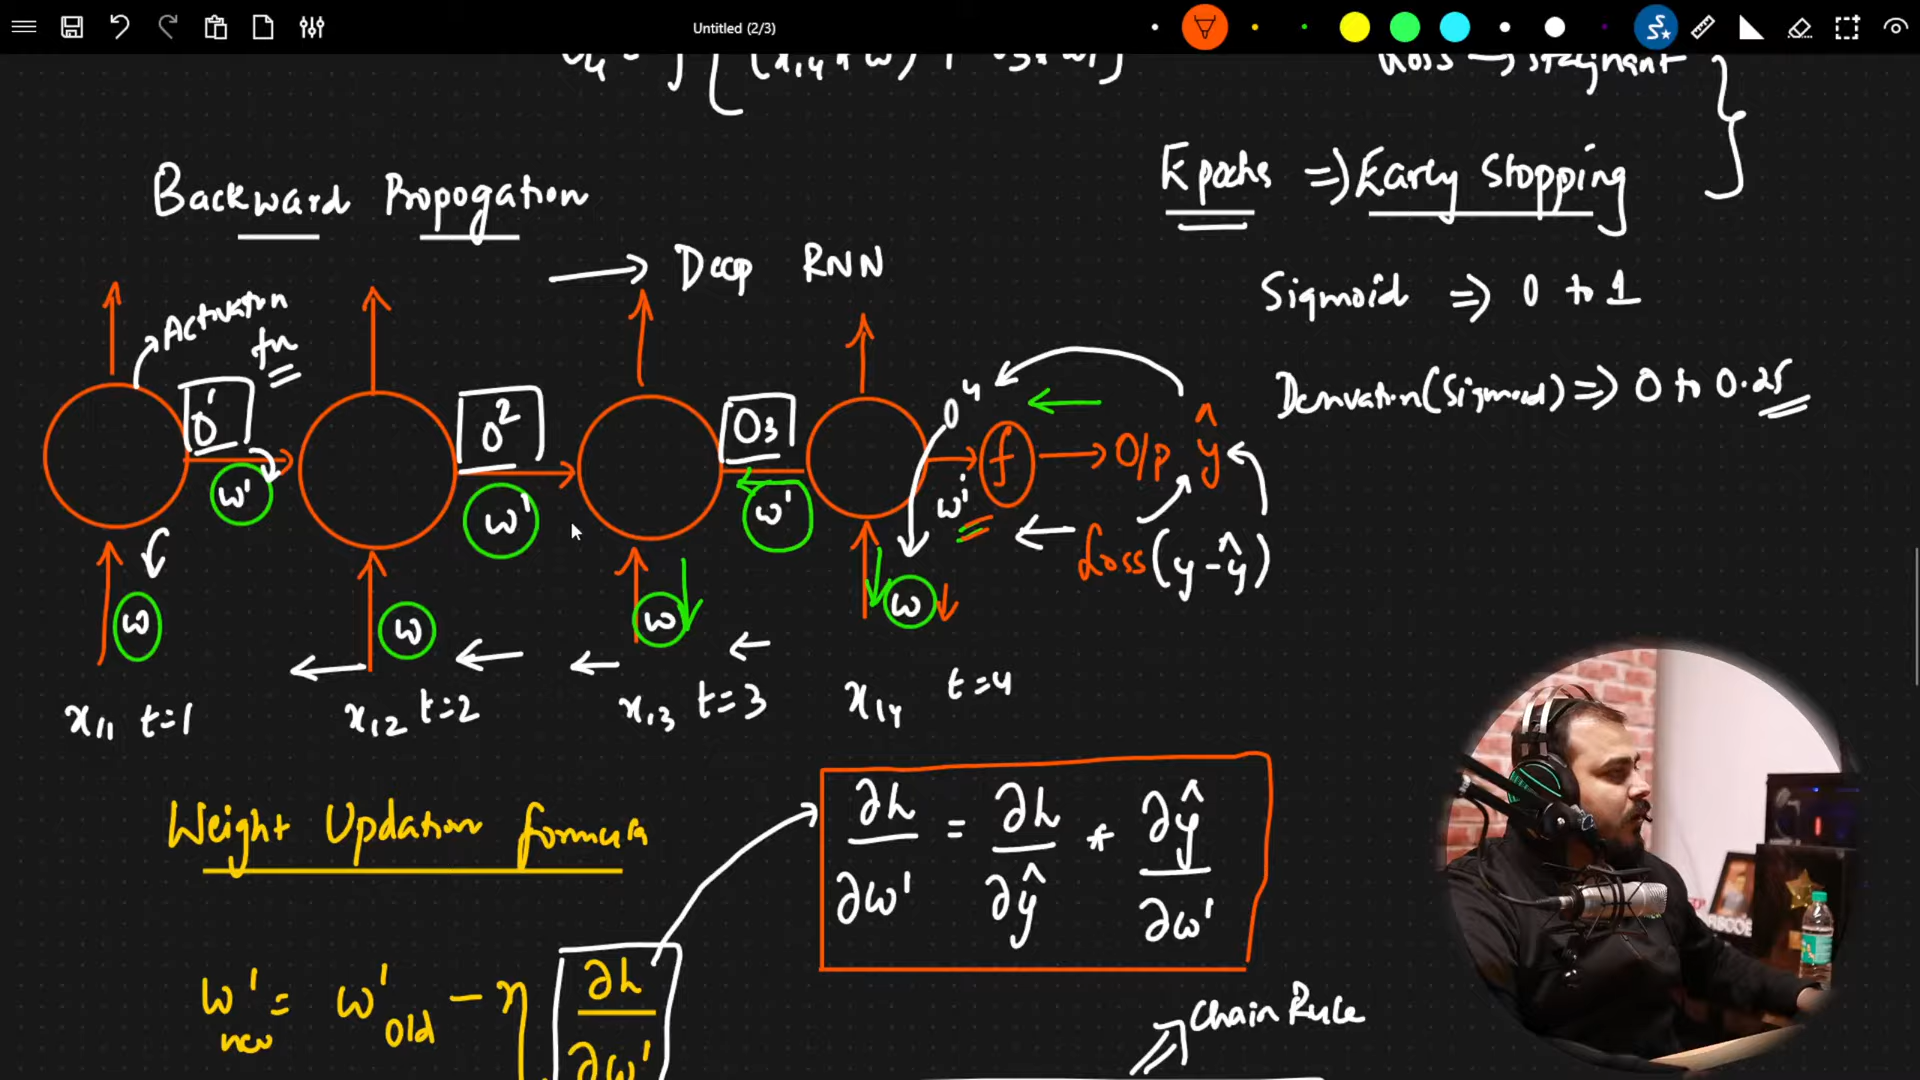 Untitled (2/3)
Loss → Stagnant
Backward Propogation
Epochs => Early Stopping
→ Deep RNN
Sigmoid => 0 to 1
Activation
fn
Derivation(Sigmoid) => 0 to 0.25
O' O² O3 O⁴
w' w' w' w'' f → O/p ŷ
Loss (y - ŷ)
w w w w
x11 t=1 x12 t=2 x13 t=3 x14 t=4
Weight Updation formula
∂L/∂w' = ∂L/∂ŷ * ∂ŷ/∂w'
w'new = w'old - η ∂L/∂w'
Chain Rule